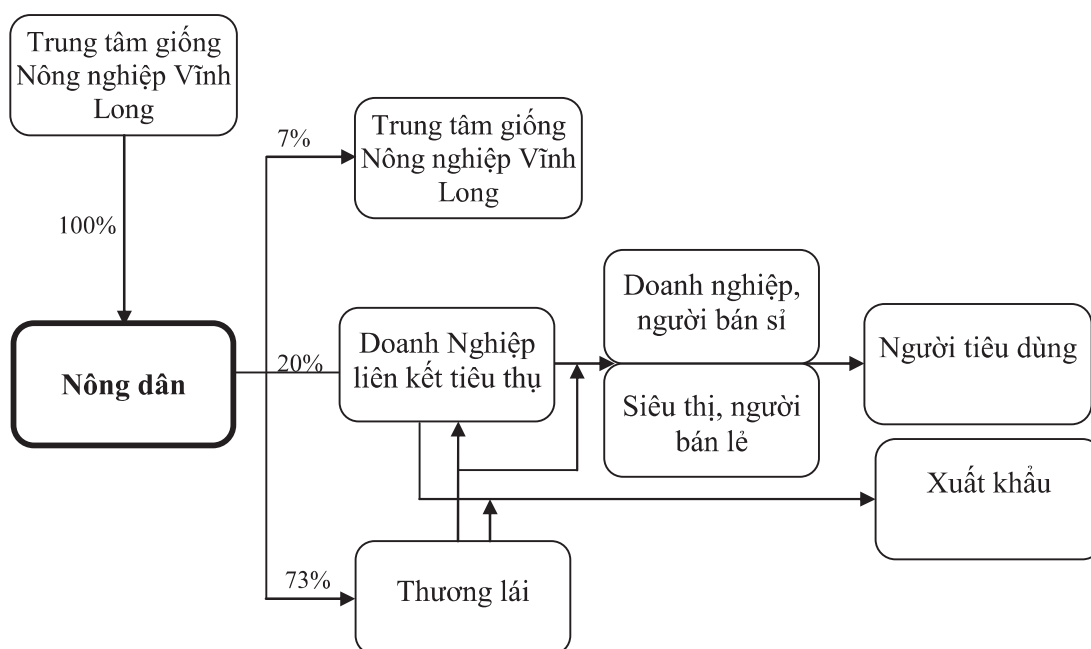 Trung tâm giống
Nông nghiệp Vĩnh
Long
100%
Nông dân
7%
Trung tâm giống
Nông nghiệp Vĩnh
Long
20%
Doanh Nghiệp
liên kết tiêu thụ
73%
Thương lái
Doanh nghiệp,
người bán sỉ
Siêu thị, người
bán lẻ
Người tiêu dùng
Xuất khẩu